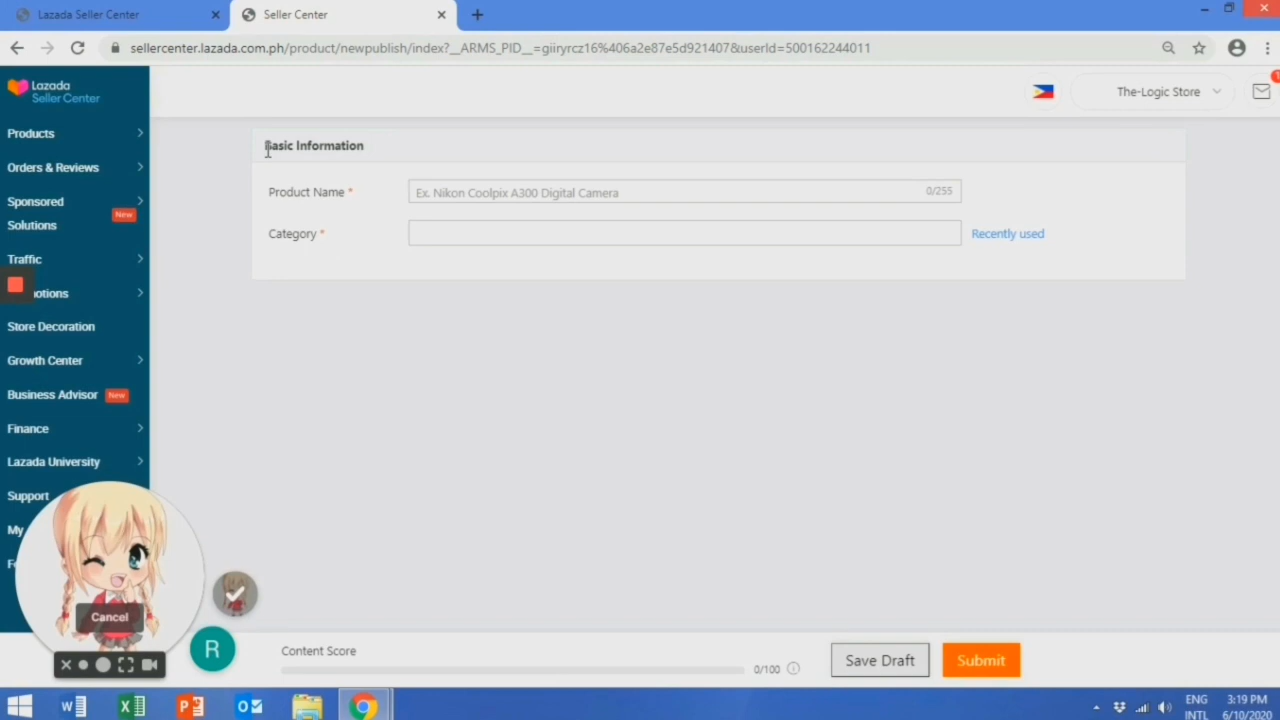 Lazada Seller Center
Seller Center
sellercenter.lazada.com.ph/product/newpublish/index?__ARMS_PID__=giiryrcz16%406a2e87e5d921407&userId=500162244011
Lazada
Seller Center
The-Logic Store
Products
Orders & Reviews
Sponsored
Solutions
New
Traffic
otions
Store Decoration
Growth Center
Business Advisor New
Finance
Lazada University
Support
My
Basic Information
Product Name *
Ex. Nikon Coolpix A300 Digital Camera
0/255
Category *
Recently used
Cancel
R
Content Score
0/100
Save Draft
Submit
ENG
INTL
3:19 PM
6/10/2020